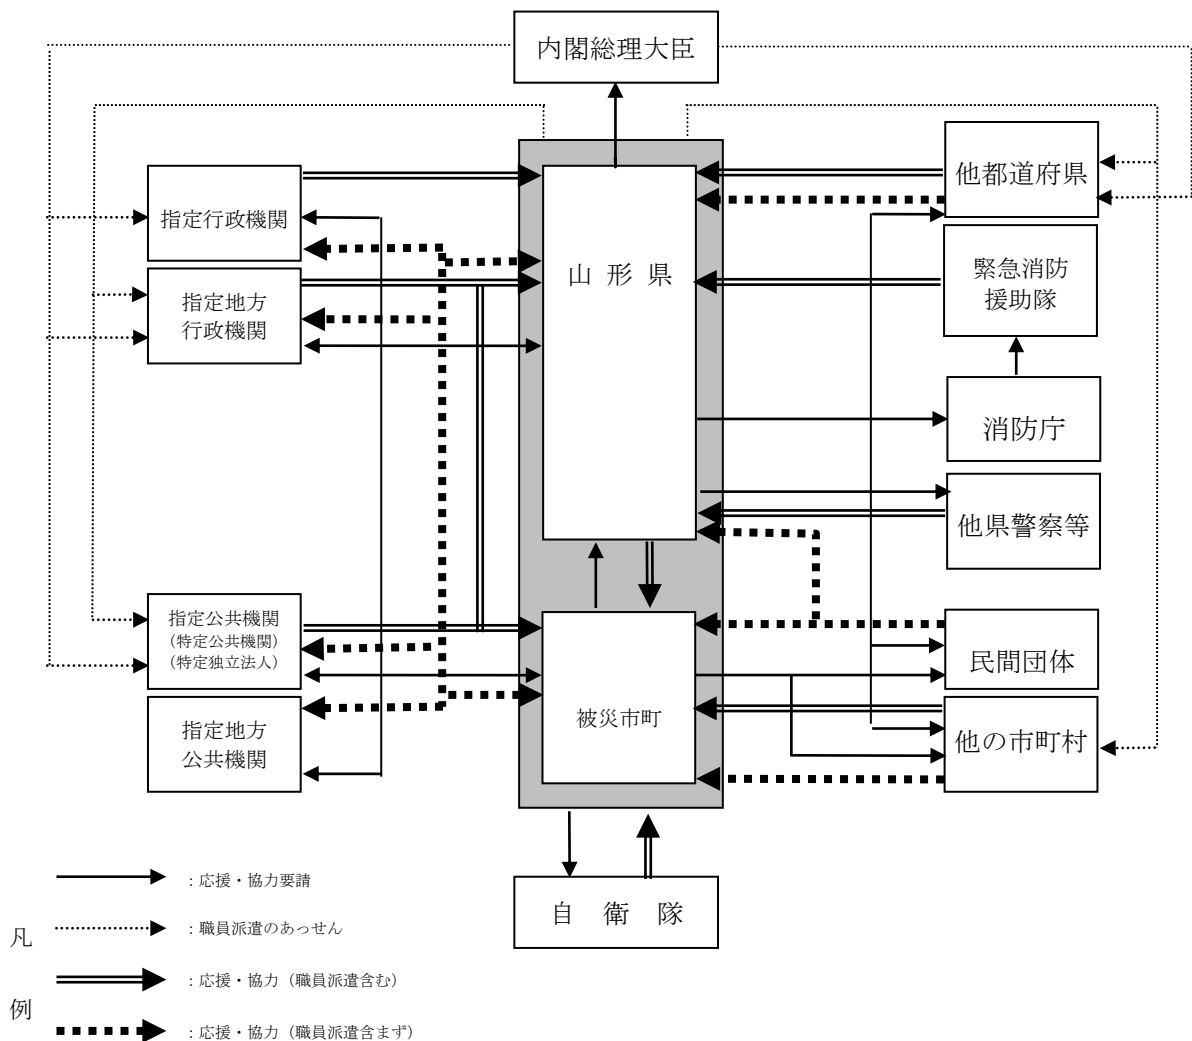 内閣総理大臣
指定行政機関
指定地方
行政機関
指定公共機関
（特定公共機関）
（特定独立法人）
指定地方
公共機関
山 形 県
被災市町
自 衛 隊
他都道府県
緊急消防
援助隊
消防庁
他県警察等
民間団体
他の市町村
凡
例
：応援・協力要請
：職員派遣のあっせん
：応援・協力（職員派遣含む）
：応援・協力（職員派遣含まず）